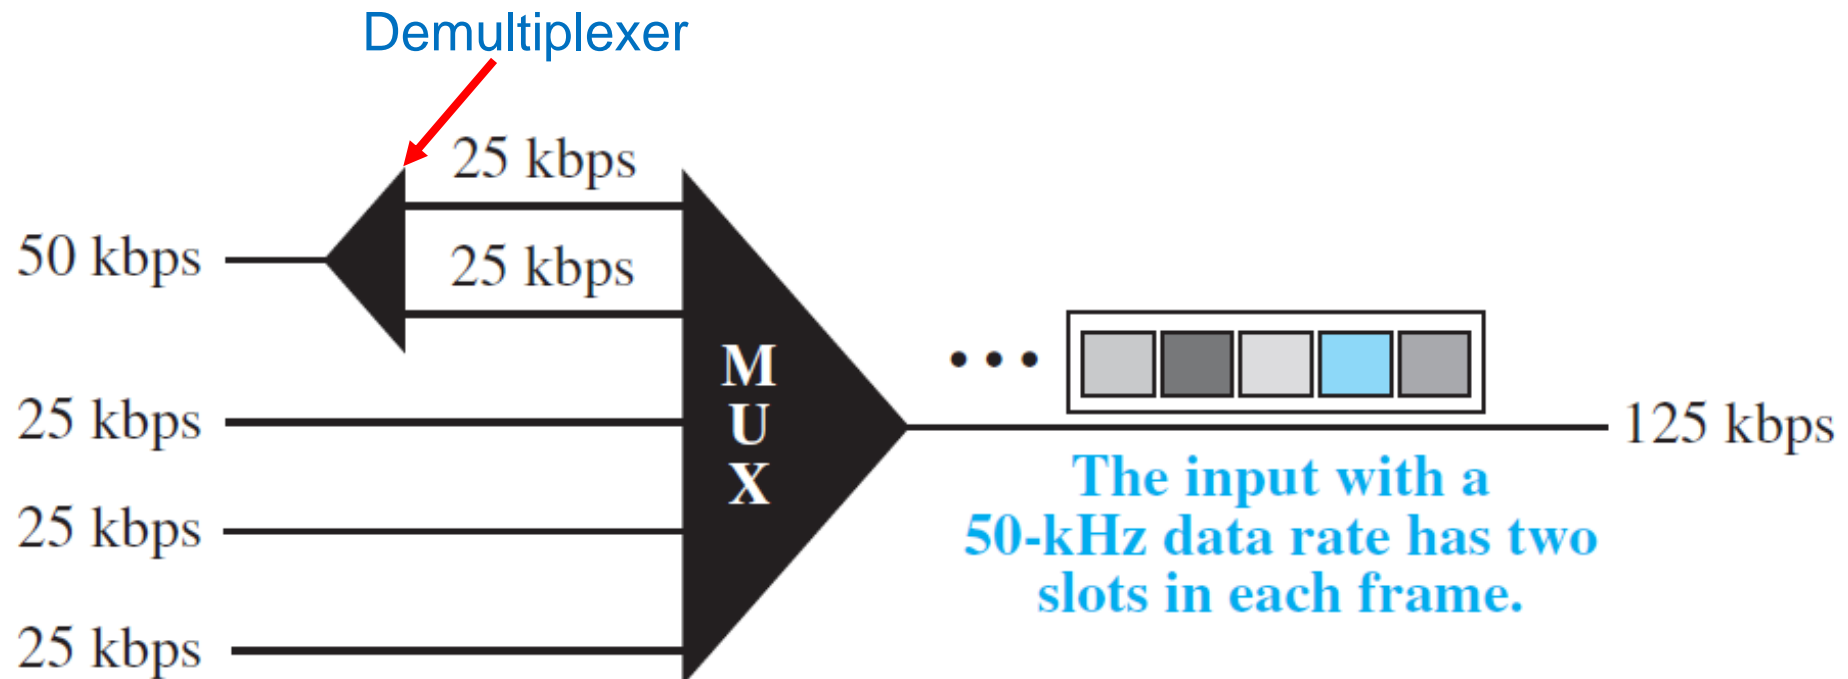 Demultiplexer
25 kbps
50 kbps
25 kbps
25 kbps
M
U
X
125 kbps
The input with a
50-kHz data rate has two
slots in each frame.
25 kbps
25 kbps